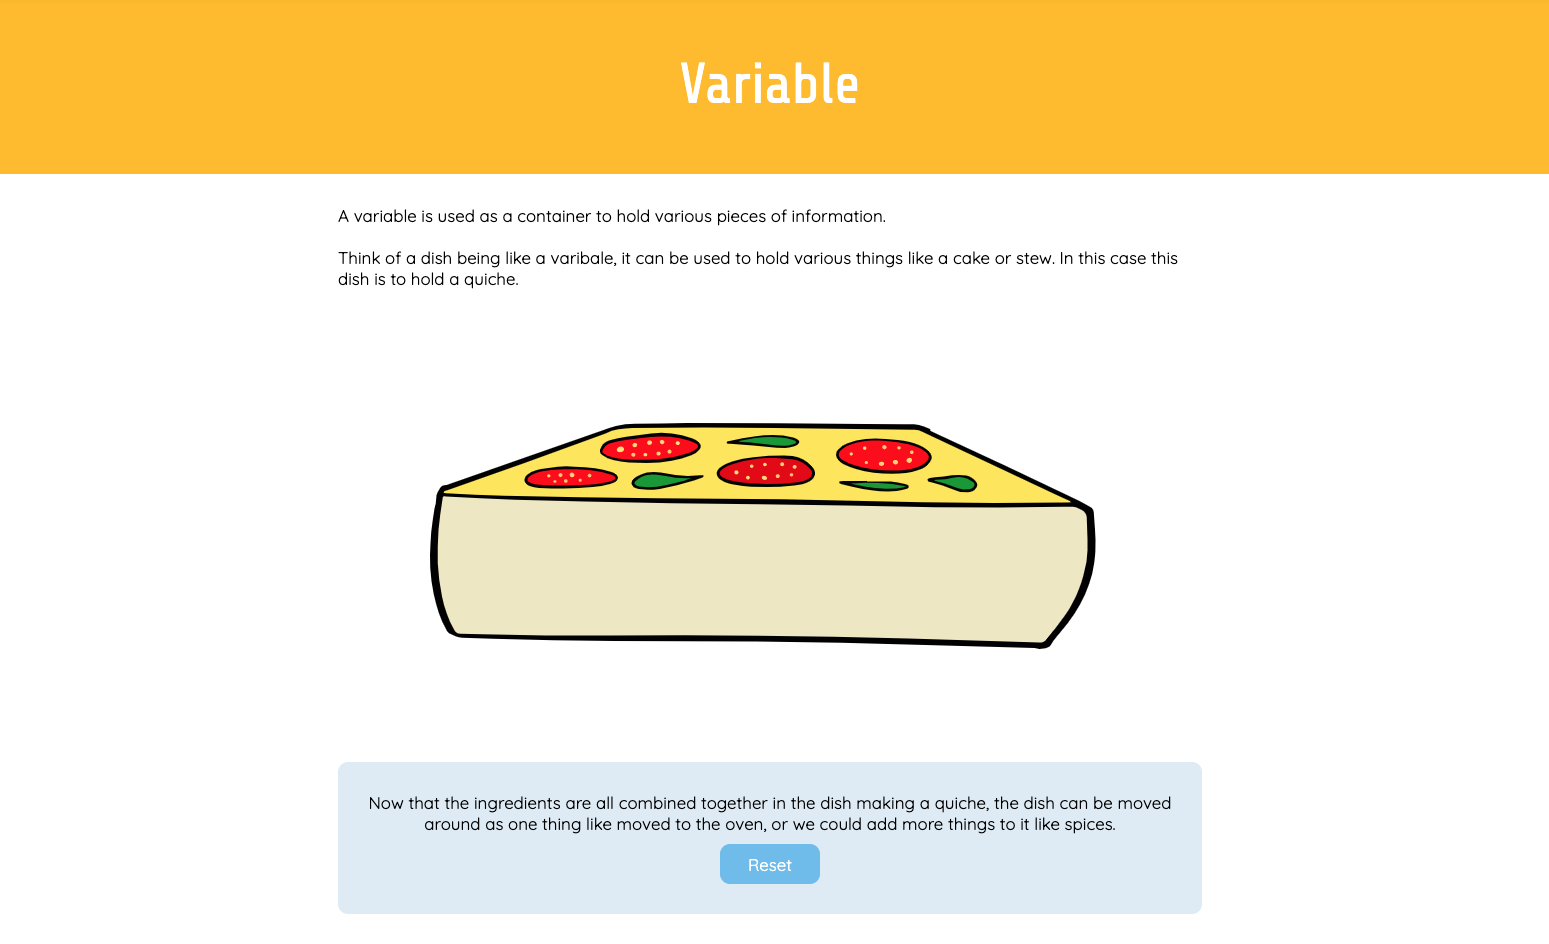 Variable
A variable is used as a container to hold various pieces of information.
Think of a dish being like a varibale, it can be used to hold various things like a cake or stew. In this case this
dish is to hold a quiche.
Now that the ingredients are all combined together in the dish making a quiche, the dish can be moved
around as one thing like moved to the oven, or we could add more things to it like spices.
Reset